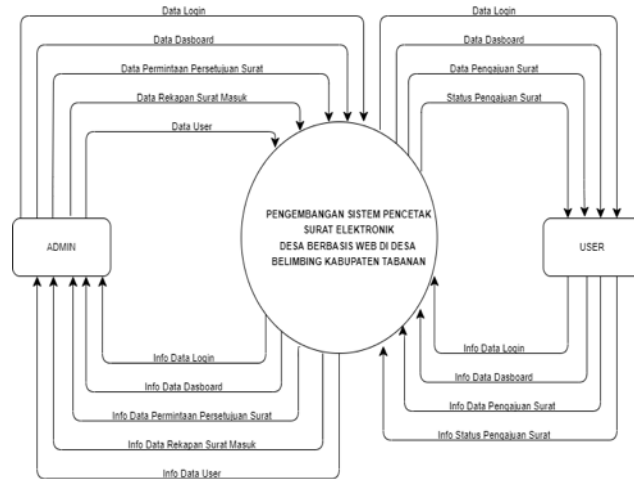 Data Login
Data Dasboard
Data Permintaan Persetujuan Surat
Data Rekapan Surat Masuk
Data User
Data Login
Data Dasboard
Data Pengajuan Surat
Status Pengajuan Surat
ADMIN
PENGEMBANGAN SISTEM PENCETAK
SURAT ELEKTRONIK
DESA BERBASIS WEB DI DESA
BELIMBING KABUPATEN TABANAN
USER
Info Data Login
Info Data Dasboard
Info Data Permintaan Persetujuan Surat
Info Data Rekapan Surat Masuk
Info Data User
Info Data Login
Info Data Dasboard
Info Data Pengajuan Surat
Info Status Pengajuan Surat